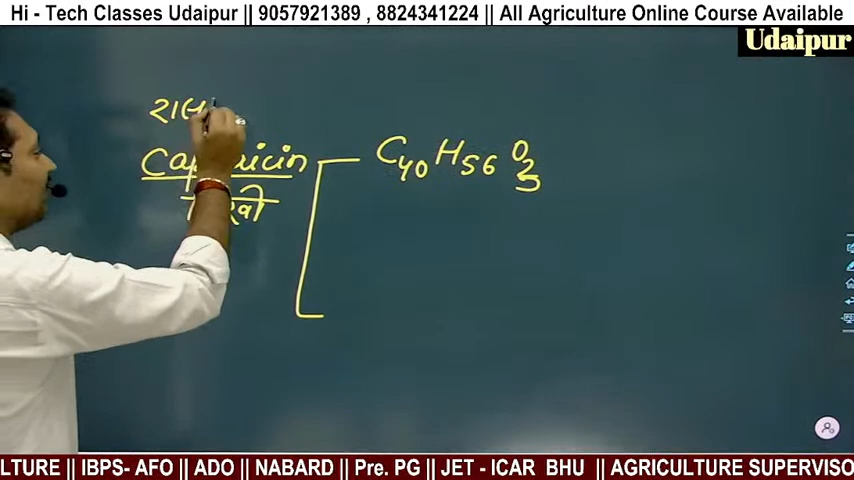 Hi - Tech Classes Udaipur || 9057921389 , 8824341224 || All Agriculture Online Course Available
Udaipur
C₄₀ H₅₆ O₃
LTURE || IBPS- AFO || ADO || NABARD || Pre. PG || JET - ICAR BHU || AGRICULTURE SUPERVISO